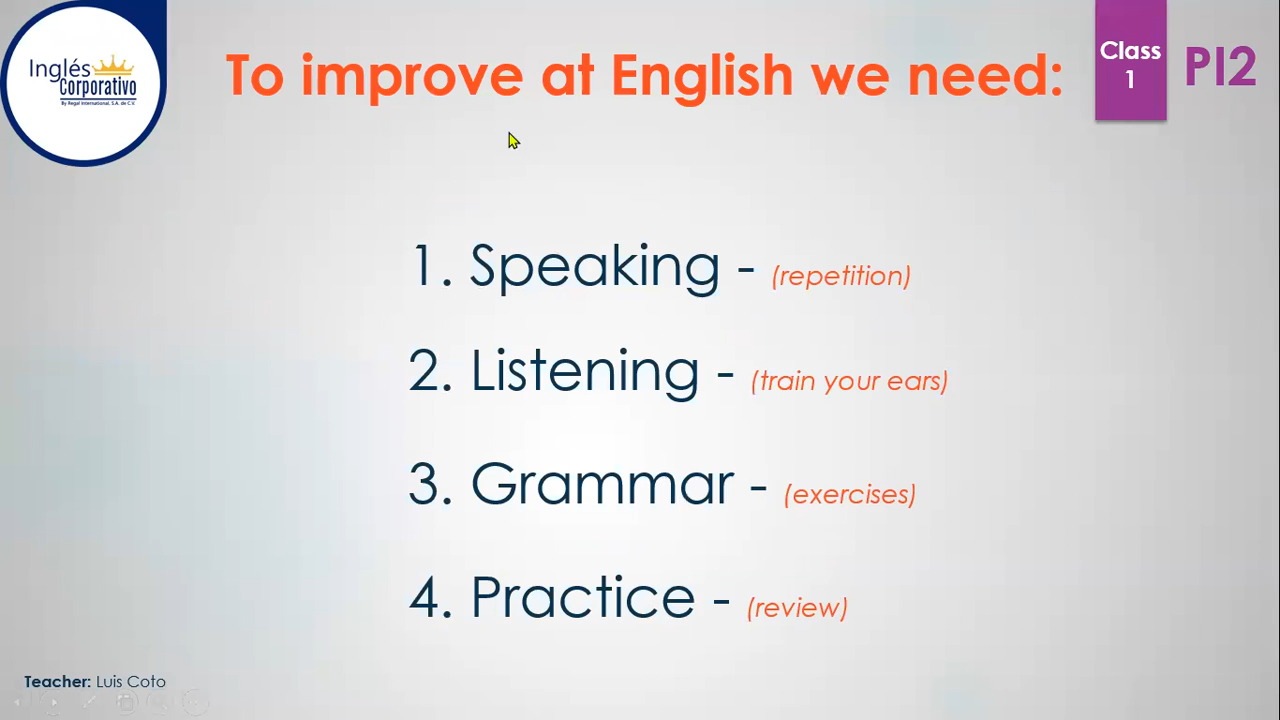 Inglés
Corporativo
By Regal International, S.A. de C.V.
To improve at English we need:
Class
1
PI2
1. Speaking - (repetition)
2. Listening - (train your ears)
3. Grammar - (exercises)
4. Practice - (review)
Teacher: Luis Coto